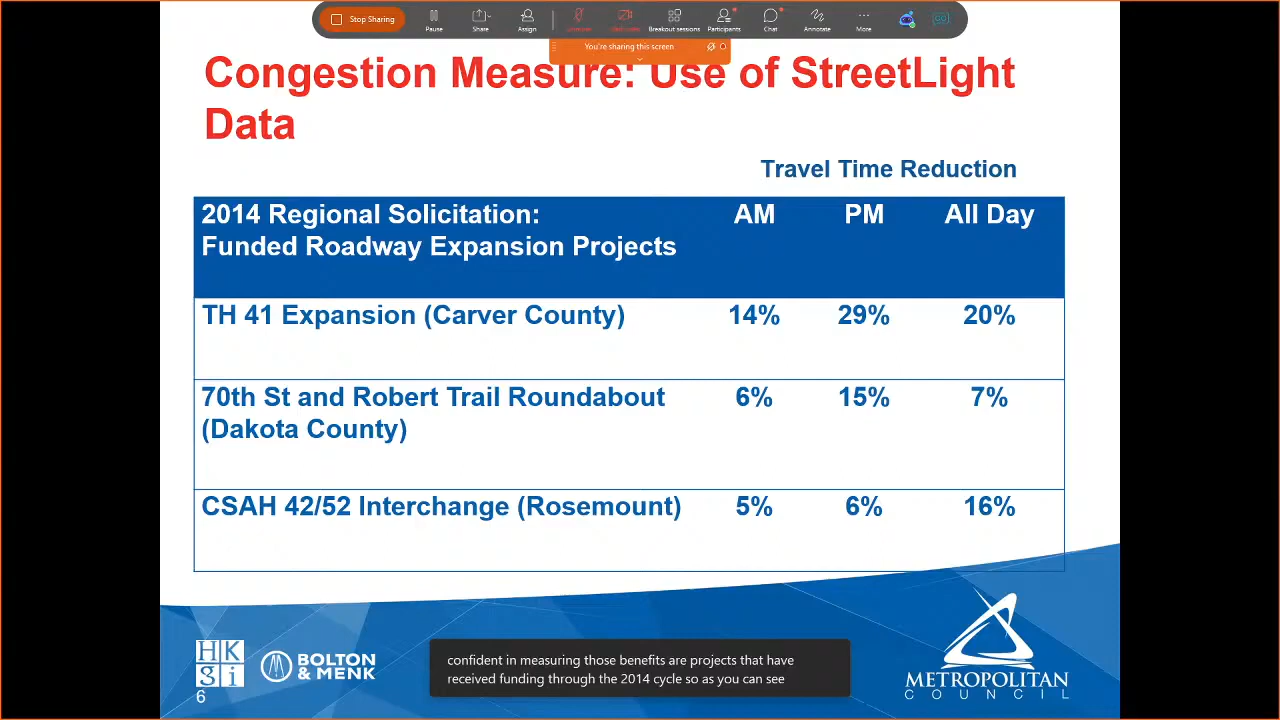 Stop Sharing
Pause
Share
Assign
Breakout sessions
Participants
Chat
Annotate
More
You're sharing this screen
Congestion Measure: Use of StreetLight
Data
Travel Time Reduction
2014 Regional Solicitation: AM PM All Day
Funded Roadway Expansion Projects
TH 41 Expansion (Carver County) 14% 29% 20%
70th St and Robert Trail Roundabout 6% 15% 7%
(Dakota County)
CSAH 42/52 Interchange (Rosemount) 5% 6% 16%
HK
gi
BOLTON
& MENK
6
confident in measuring those benefits are projects that have
received funding through the 2014 cycle so as you can see
METROPOLITAN
COUNCIL